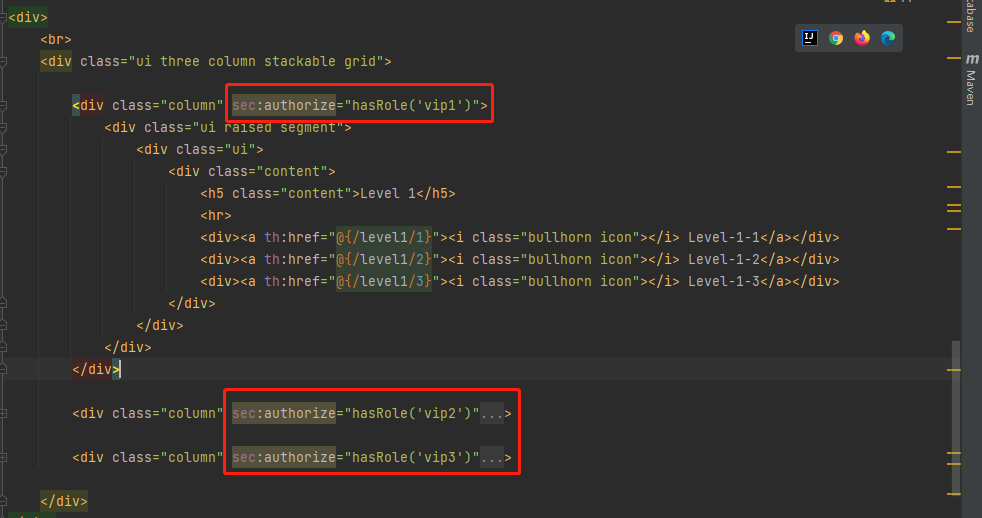 <div>
<br>
<div class="ui three column stackable grid">
<div class="column" sec:authorize="hasRole('vip1')">
<div class="ui raised segment">
<div class="ui">
<div class="content">
<h5 class="content">Level 1</h5>
<hr>
<div><a th:href="@{/level1/1}"><i class="bullhorn icon"></i> Level-1-1</a></div>
<div><a th:href="@{/level1/2}"><i class="bullhorn icon"></i> Level-1-2</a></div>
<div><a th:href="@{/level1/3}"><i class="bullhorn icon"></i> Level-1-3</a></div>
</div>
</div>
</div>
</div>
<div class="column" sec:authorize="hasRole('vip2')"...>
<div class="column" sec:authorize="hasRole('vip3')"...>
</div>
IJ
m Maven